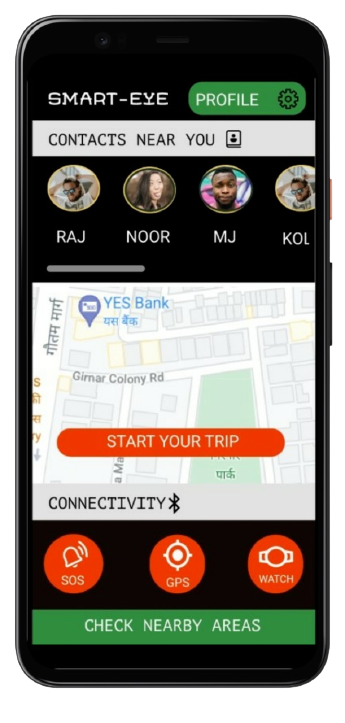 SMART-EYE
PROFILE
CONTACTS NEAR YOU
RAJ NOOR MJ KOL
गौतम मार्ग
YES Bank
यस बैंक
Girnar Colony Rd
START YOUR TRIP
पार्क
CONNECTIVITY
SOS GPS WATCH
CHECK NEARBY AREAS